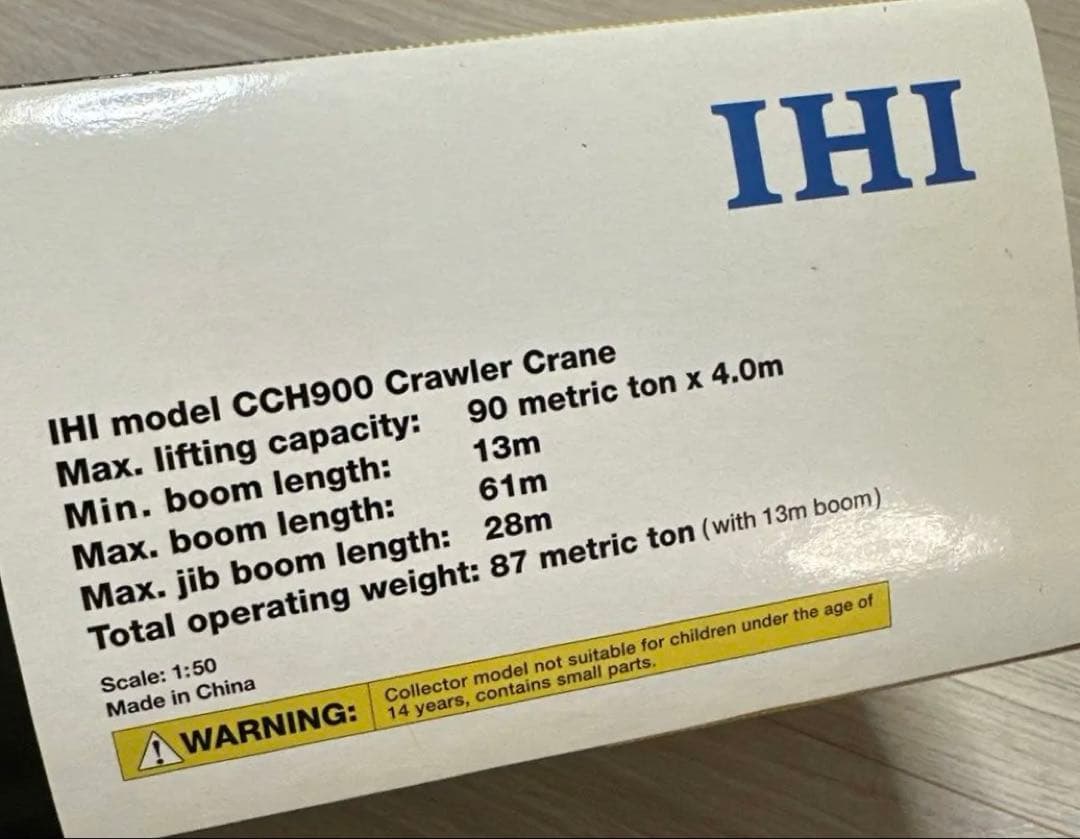 IHI
IHI model CCH900 Crawler Crane
Max. lifting capacity: 90 metric ton x 4.0m
Min. boom length: 13m
Max. boom length: 61m
Max. jib boom length: 28m
Total operating weight: 87 metric ton (with 13m boom)
Scale: 1:50
Made in China
WARNING: Collector model not suitable for children under the age of
14 years, contains small parts.